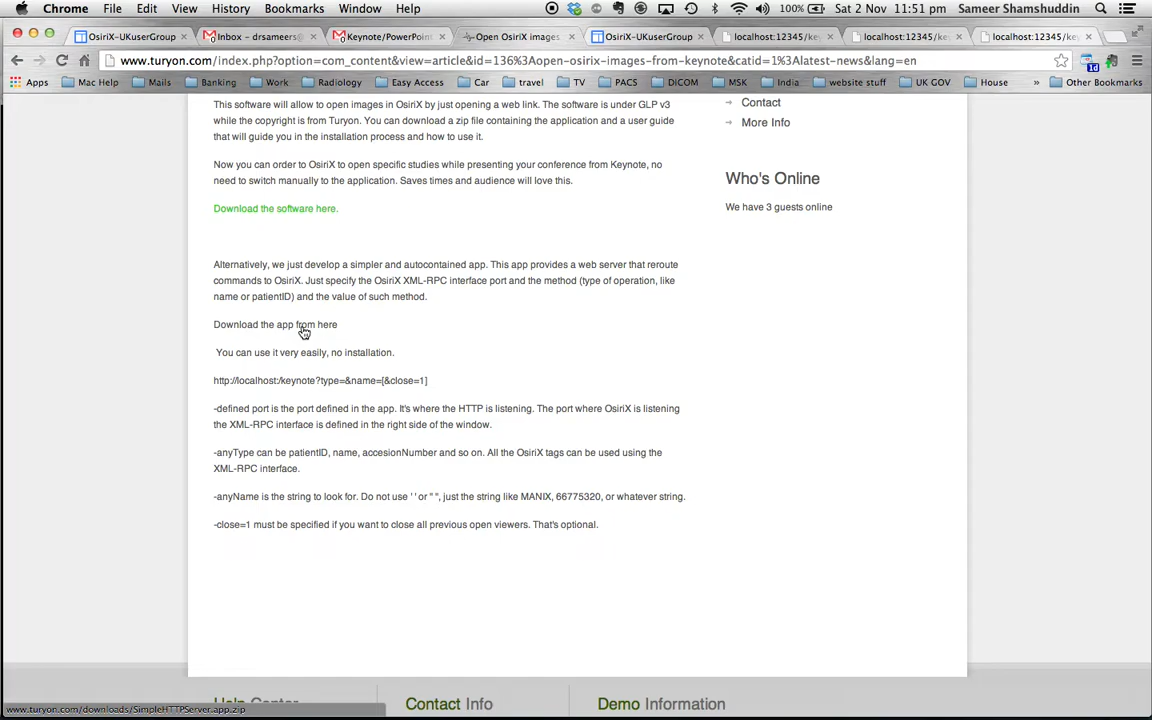 Chrome File Edit View History Bookmarks Window Help 100% Sat 2 Nov 11:51 pm Sameer Shamshuddin
OsiriX-UKuserGroup Inbox – drsameers@ Keynote/PowerPoin Open OsiriX images OsiriX-UKuserGroup localhost:12345/key localhost:12345/ke localhost:12345/key
www.turyon.com/index.php?option=com_content&view=article&id=136%3Aopen-osirix-images-from-keynote&catid=1%3Alatest-news&lang=en
Apps Mac Help Mails Banking Work Radiology Easy Access Car travel TV PACS DiCOM MSK India website stuff UK GOV House » Other Bookmarks
This software will allow to open images in OsiriX by just opening a web link. The software is under GLP v3
while the copyright is from Turyon. You can download a zip file containing the application and a user guide
that will guide you in the installation process and how to use it.
Now you can order to OsiriX to open specific studies while presenting your conference from Keynote, no
need to switch manually to the application. Saves times and audience will love this.
Download the software here.
Alternatively, we just develop a simpler and autocontained app. This app provides a web server that reroute
commands to OsiriX. Just specify the OsiriX XML-RPC interface port and the method (type of operation, like
name or patientID) and the value of such method.
Download the app from here
You can use it very easily, no installation.
http://localhost:/keynote?type=&name=[&close=1]
-defined port is the port defined in the app. It's where the HTTP is listening. The port where OsiriX is listening
the XML-RPC interface is defined in the right side of the window.
-anyType can be patientID, name, accesionNumber and so on. All the OsiriX tags can be used using the
XML-RPC interface.
-anyName is the string to look for. Do not use ' ' or " ", just the string like MANIX, 66775320, or whatever string.
-close=1 must be specified if you want to close all previous open viewers. That's optional.
Contact
More Info
Who's Online
We have 3 guests online
Help Center Contact Info Demo Information
www.turyon.com/downloads/SimpleHTTPServer.app.zip